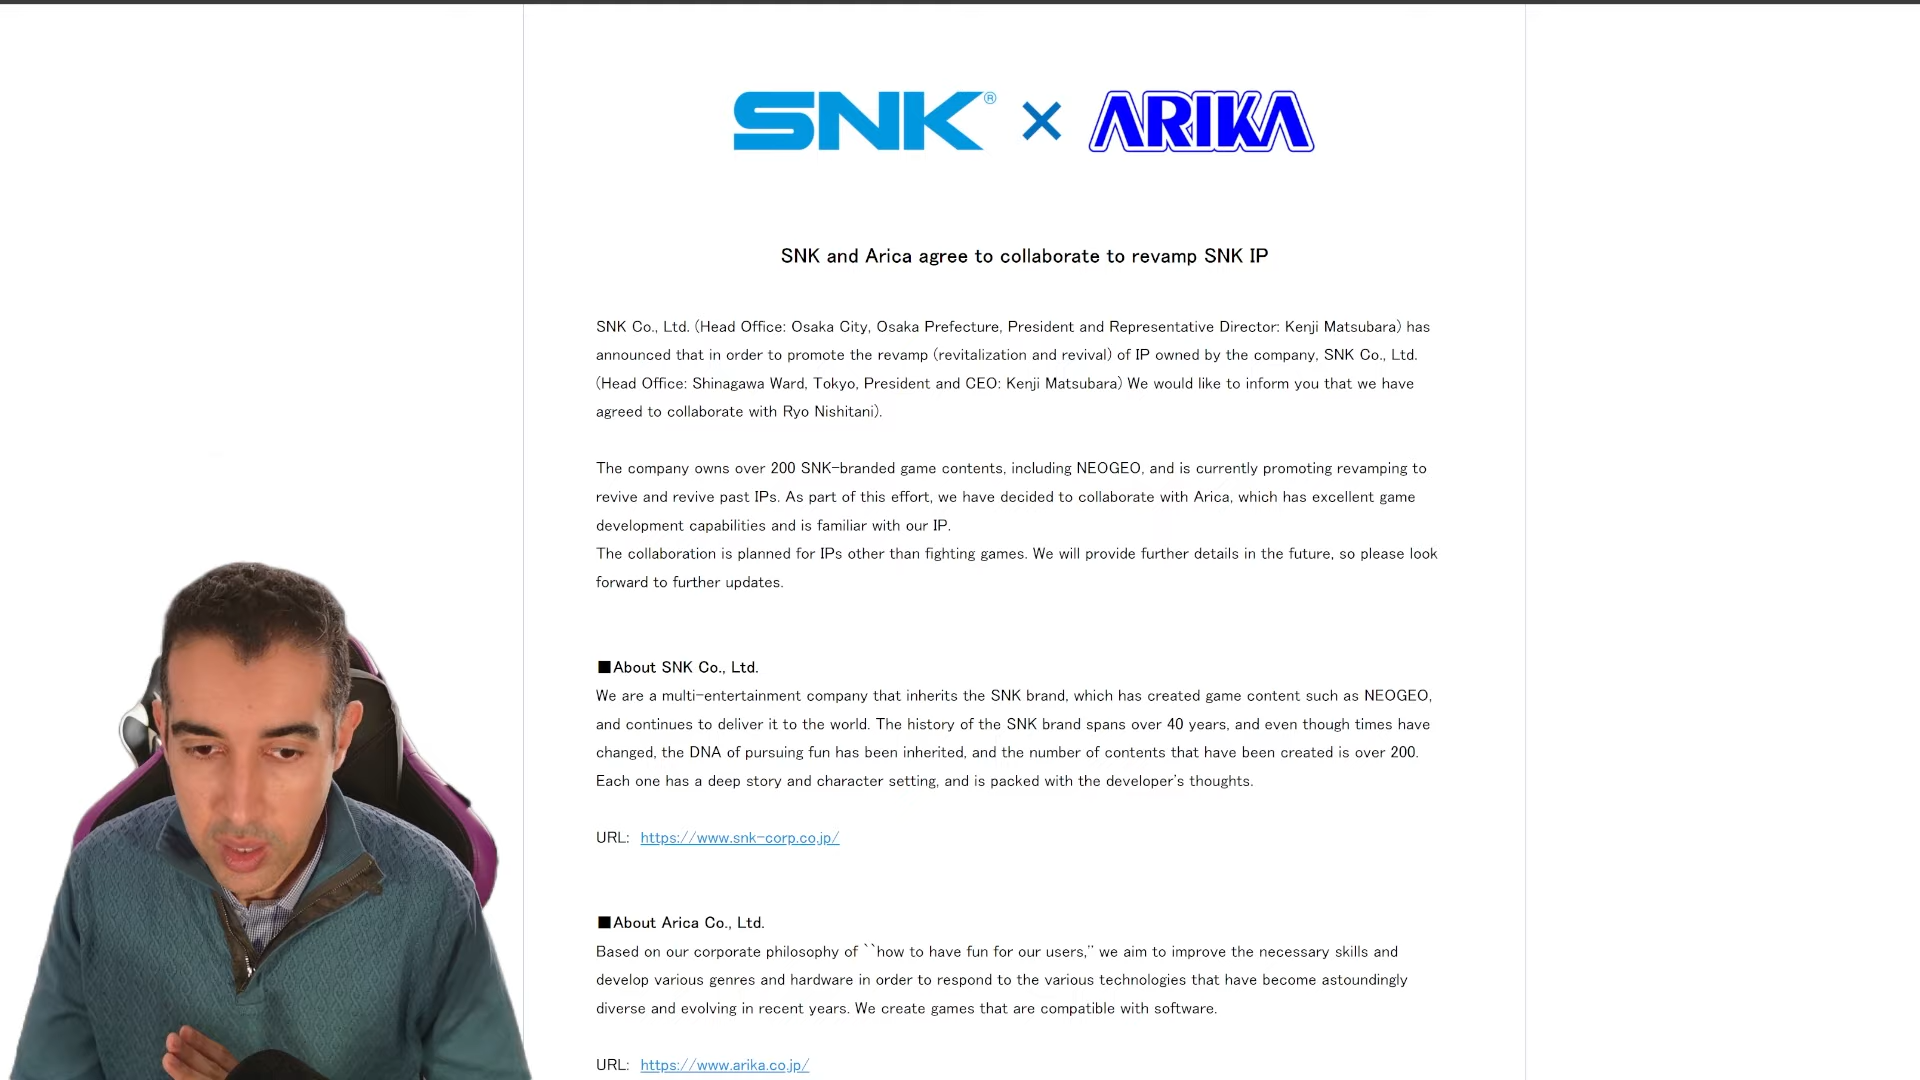 SNK® × ARIKA
SNK and Arica agree to collaborate to revamp SNK IP
SNK Co., Ltd. (Head Office: Osaka City, Osaka Prefecture, President and Representative Director: Kenji Matsubara) has
announced that in order to promote the revamp (revitalization and revival) of IP owned by the company, SNK Co., Ltd.
(Head Office: Shinagawa Ward, Tokyo, President and CEO: Kenji Matsubara) We would like to inform you that we have
agreed to collaborate with Ryo Nishitani).
The company owns over 200 SNK-branded game contents, including NEOGEO, and is currently promoting revamping to
revive and revive past IPs. As part of this effort, we have decided to collaborate with Arica, which has excellent game
development capabilities and is familiar with our IP.
The collaboration is planned for IPs other than fighting games. We will provide further details in the future, so please look
forward to further updates.
■About SNK Co., Ltd.
We are a multi-entertainment company that inherits the SNK brand, which has created game content such as NEOGEO,
and continues to deliver it to the world. The history of the SNK brand spans over 40 years, and even though times have
changed, the DNA of pursuing fun has been inherited, and the number of contents that have been created is over 200.
Each one has a deep story and character setting, and is packed with the developer's thoughts.
URL: https://www.snk-corp.co.jp/
■About Arica Co., Ltd.
Based on our corporate philosophy of ``how to have fun for our users,'' we aim to improve the necessary skills and
develop various genres and hardware in order to respond to the various technologies that have become astoundingly
diverse and evolving in recent years. We create games that are compatible with software.
URL: https://www.arika.co.jp/